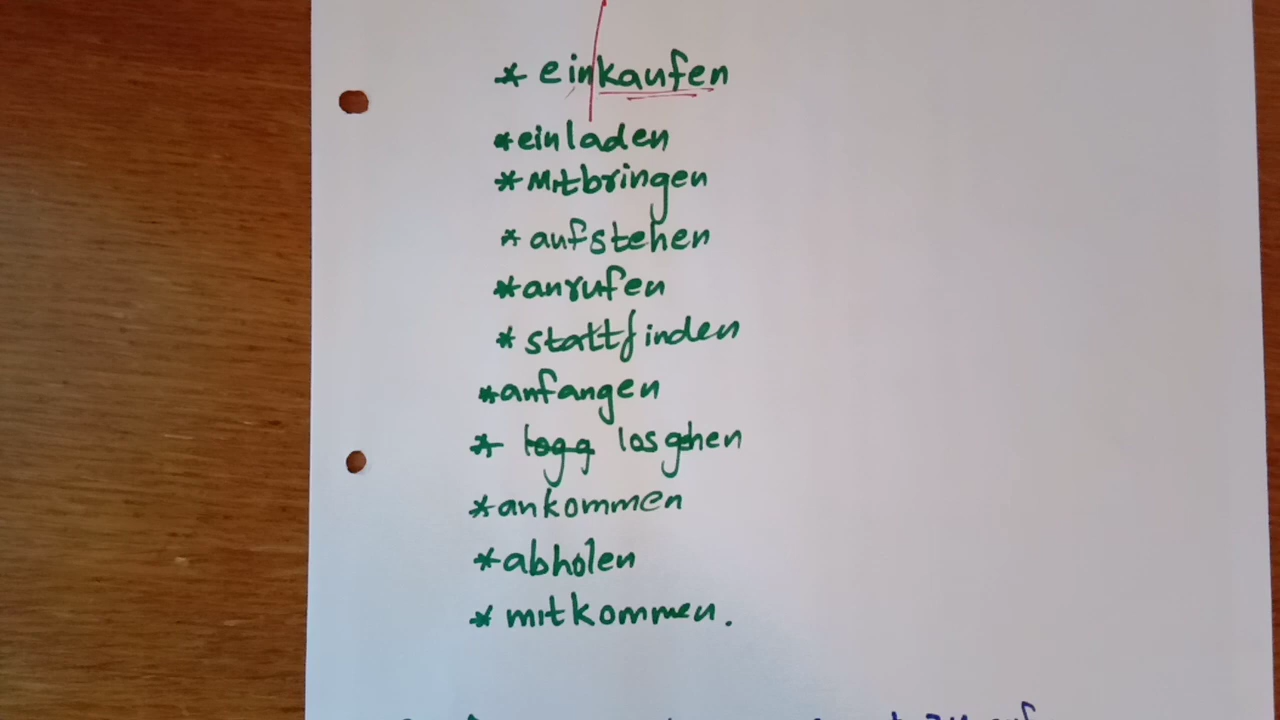 * einkaufen
*einladen
*Mitbringen
* aufstehen
*anrufen
* stattfinden
*anfangen
* losgehen
*ankommen
*abholen
* mitkommen.